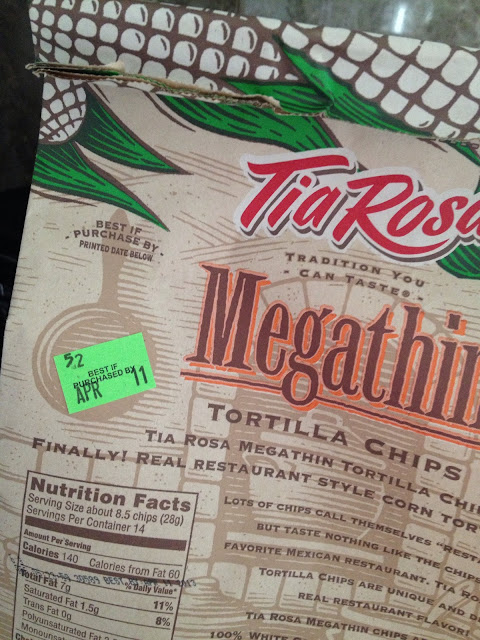 Tia Rosa
TRADITION YOU
- CAN TASTE® -
BEST IF
- PURCHASE BY -
PRINTED DATE BELOW
Megathin
TORTILLA CHIPS
52
BEST IF
PURCHASED BY
APR 11
TIA ROSA MEGATHIN TORTILLA
FINALLY! REAL RESTAURANT STYLE CORN
LOTS OF CHIPS CALL THEMSELVES
BUT TASTE NOTHING LIKE THE
FAVORITE MEXICAN RESTAURANT. TIA
TORTILLA CHIPS ARE UNIQUE AND
REAL RESTAURANT FLAVOR!
TIA ROSA MEGATHIN
100% WHITE
Nutrition Facts
Serving Size about 8.5 chips (28g)
Servings Per Container 14
Amount Per Serving
Calories 140 Calories from Fat 60
% Daily Value*
Total Fat 7g 11%
Saturated Fat 1.5g 8%
Trans Fat 0g
Polyunsaturated Fat